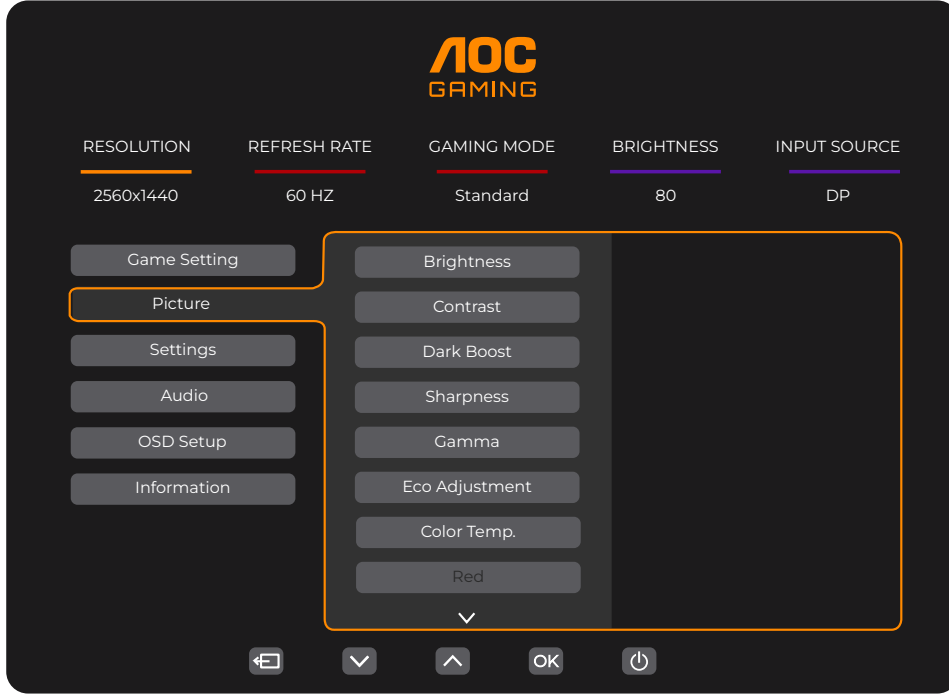 AOC
GAMING
RESOLUTION REFRESH RATE GAMING MODE BRIGHTNESS INPUT SOURCE
2560x1440 60 HZ Standard 80 DP
Game Setting
Picture
Settings
Audio
OSD Setup
Information
Brightness
Contrast
Dark Boost
Sharpness
Gamma
Eco Adjustment
Color Temp.
Red
OK